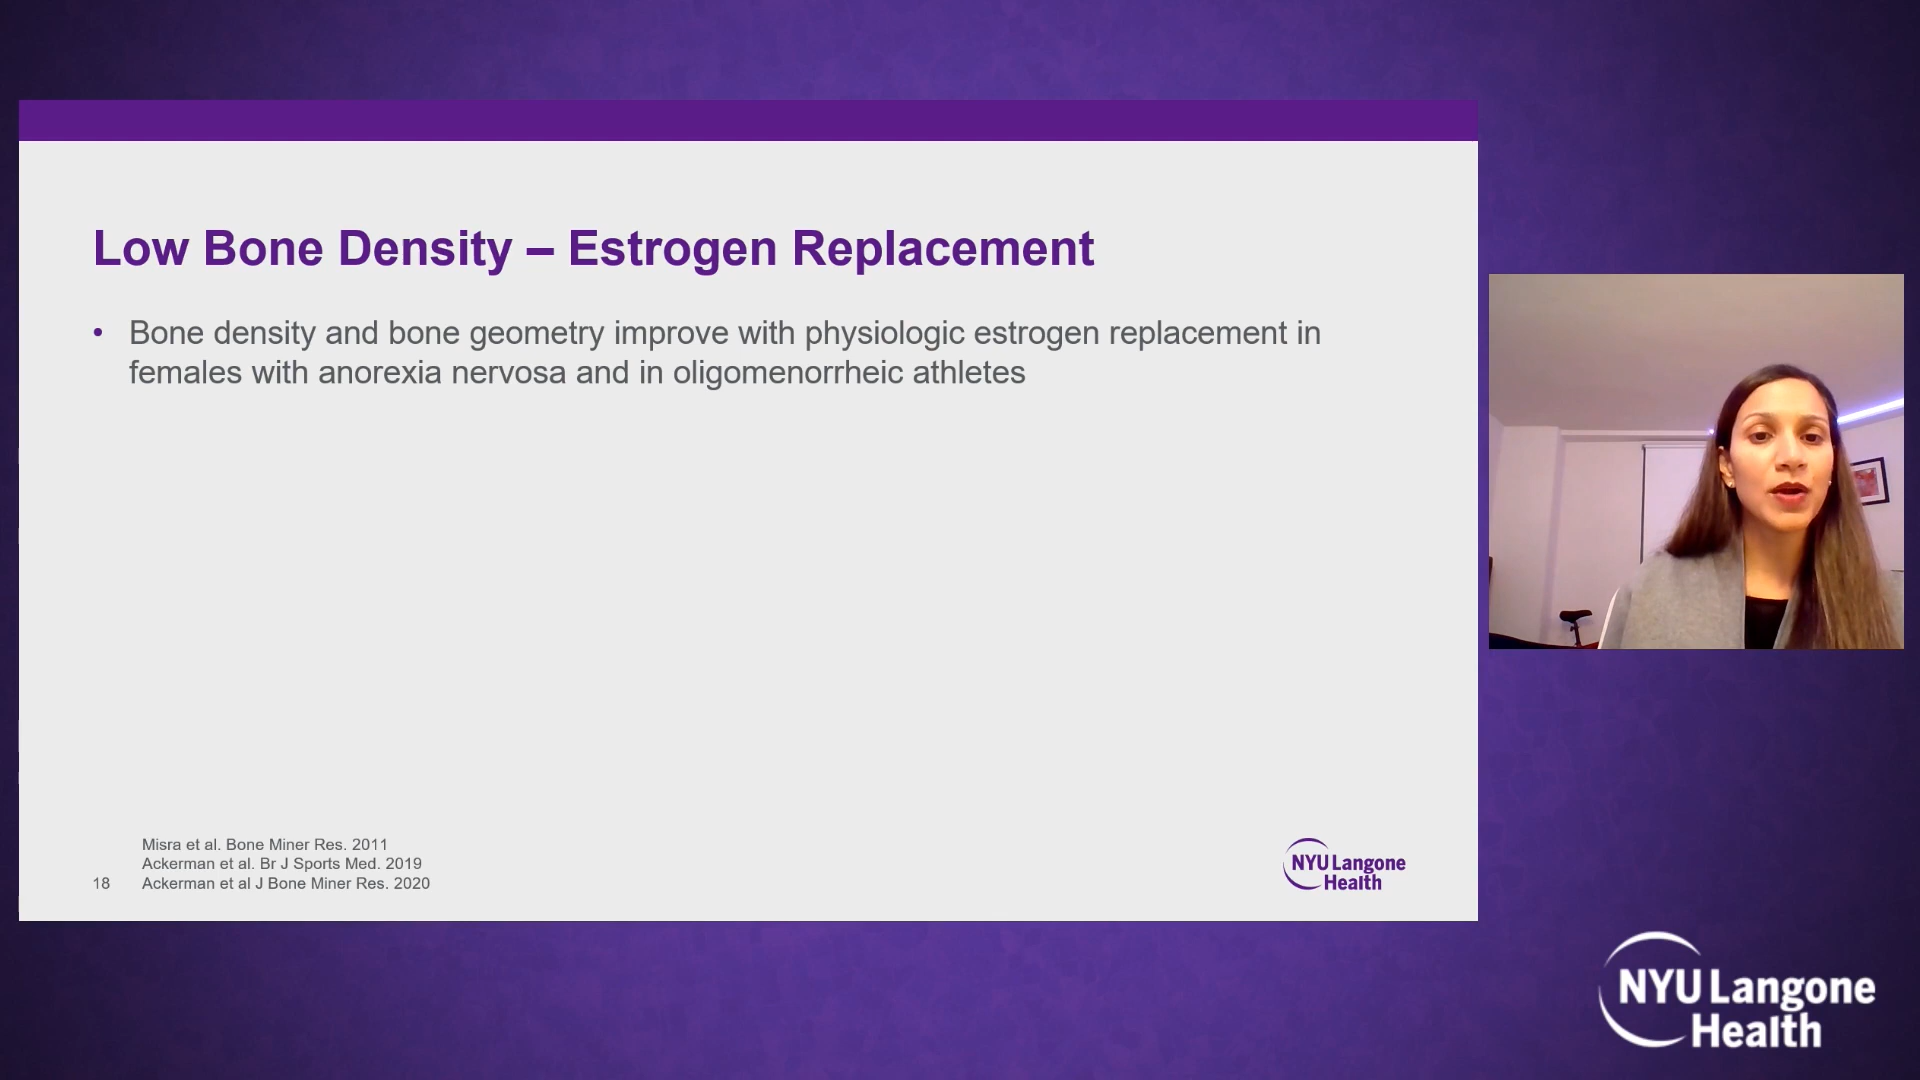 Low Bone Density – Estrogen Replacement
• Bone density and bone geometry improve with physiologic estrogen replacement in
females with anorexia nervosa and in oligomenorrheic athletes
Misra et al. Bone Miner Res. 2011
Ackerman et al. Br J Sports Med. 2019
18 Ackerman et al J Bone Miner Res. 2020
NYU Langone
Health
NYU Langone
Health